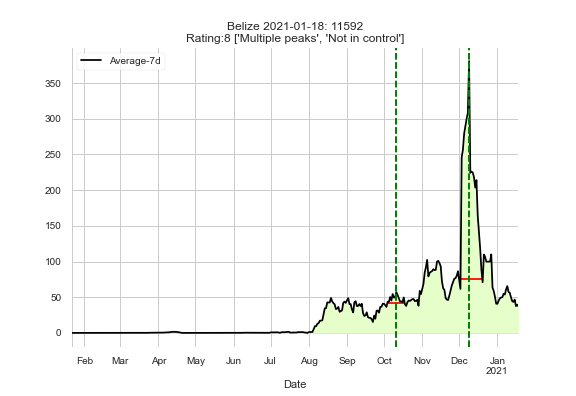 Belize 2021-01-18: 11592
Rating:8 ['Multiple peaks', 'Not in control']
Average-7d
350
300
250
200
150
100
50
0
Feb Mar Apr May Jun Jul Aug Sep Oct Nov Dec Jan
2021
Date